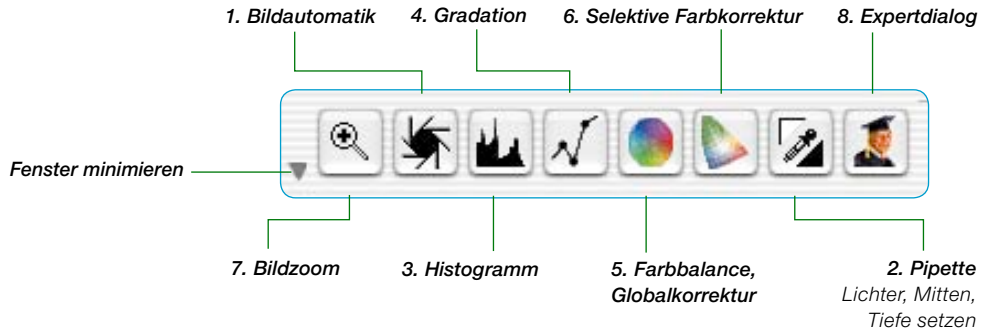 1. Bildautomatik
4. Gradation
6. Selektive Farbkorrektur
8. Expertdialog
Fenster minimieren
7. Bildzoom
3. Histogramm
5. Farbbalance,
Globalkorrektur
2. Pipette
Lichter, Mitten,
Tiefe setzen